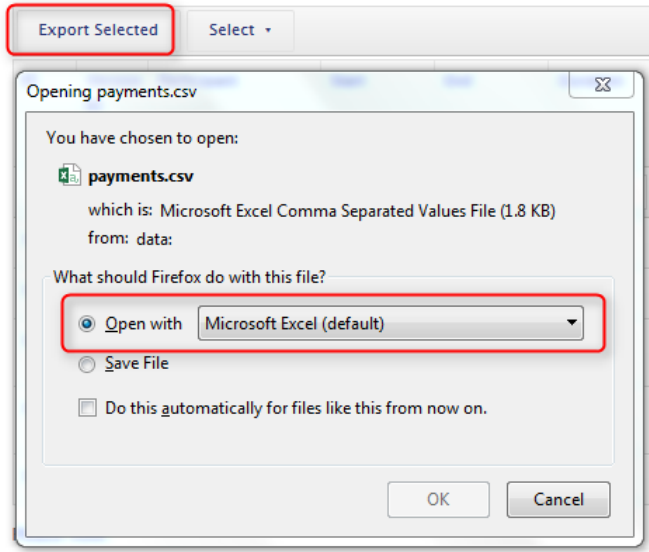 Export Selected
Select
Opening payments.csv
You have chosen to open:
payments.csv
which is: Microsoft Excel Comma Separated Values File (1.8 KB)
from: data:
What should Firefox do with this file?
Open with Microsoft Excel (default)
Save File
Do this automatically for files like this from now on.
OK Cancel